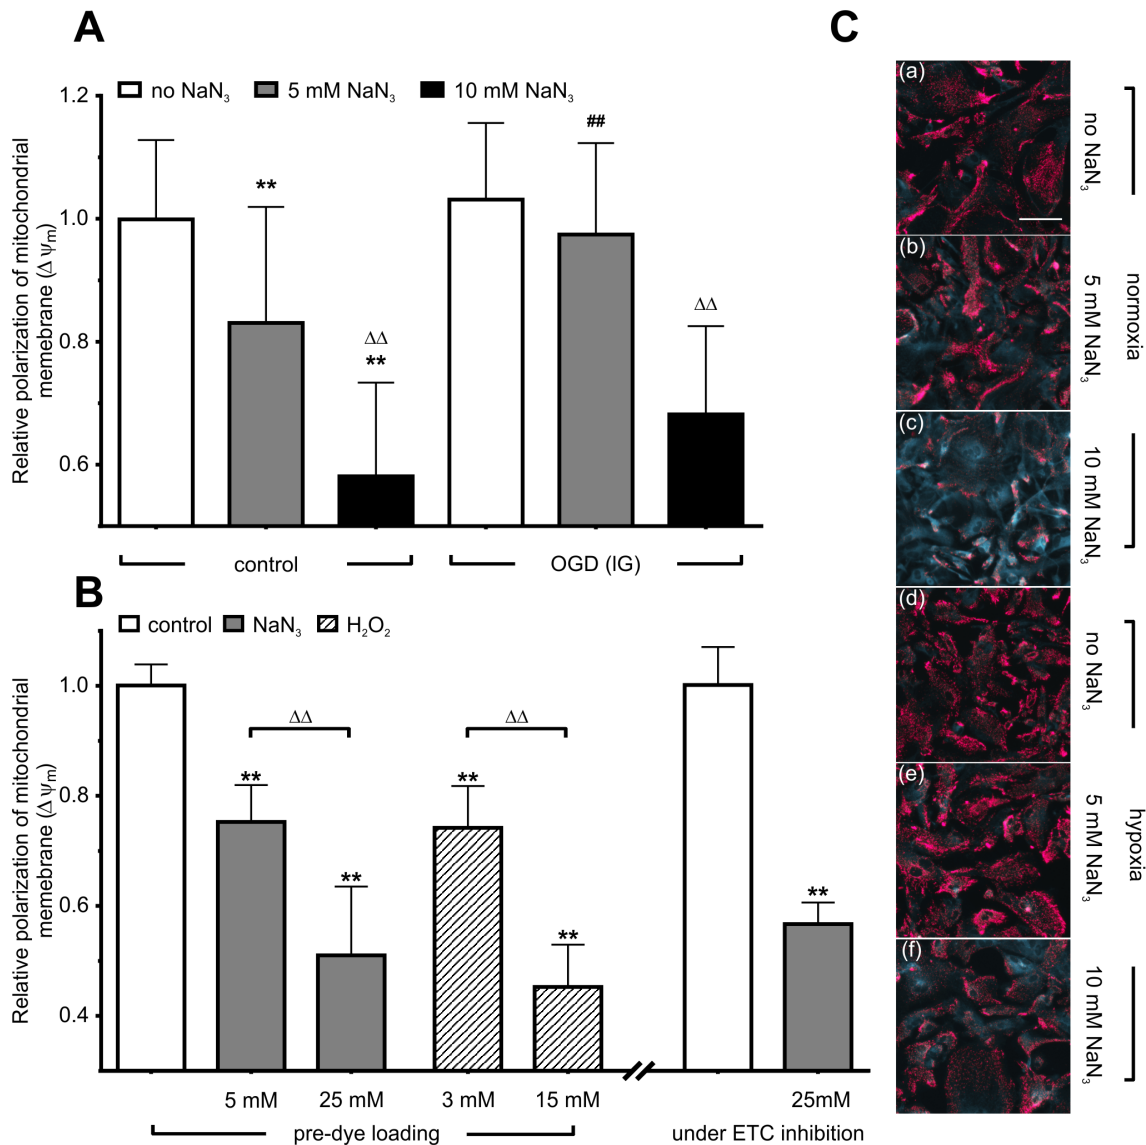 A
no NaN₃ 5 mM NaN₃ 10 mM NaN₃
Relative polarization of mitochondrial
memebrane (Δ ψm)
1.2
1.0
0.8
0.6
**
ΔΔ
**
##
ΔΔ
control
OGD (IG)
B
control NaN₃ H₂O₂
Relative polarization of mitochondrial
memebrane (Δ ψm)
1.0
0.8
0.6
0.4
ΔΔ
ΔΔ
**
**
**
**
**
5 mM 25 mM 3 mM 15 mM 25mM
pre-dye loading
under ETC inhibition
C
(a)
no NaN₃
(b)
5 mM NaN₃
(c)
10 mM NaN₃
normoxia
(d)
no NaN₃
(e)
5 mM NaN₃
(f)
10 mM NaN₃
hypoxia